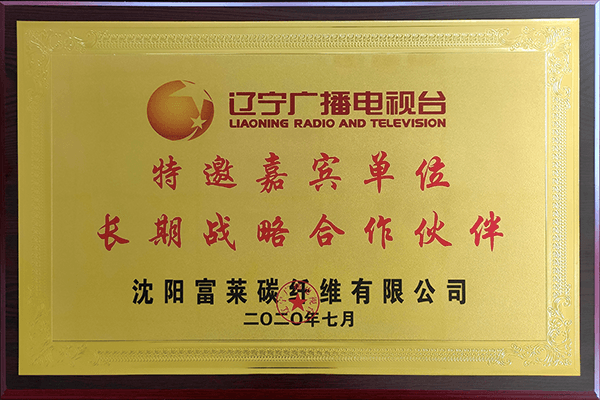 辽宁广播电视台
LIAONING RADIO AND TELEVISION
特邀嘉宾单位
长期战略合作伙伴
沈阳富莱碳纤维有限公司
二〇二〇年七月